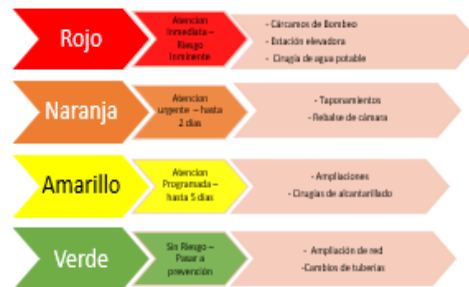 Rojo
Atencion
Inmediata –
Riesgo
Inminente
- Cárcamos de Bombeo
- Estación elevadora
- Cirugía de agua potable
Naranja
Atencion
urgente – hasta
2 dias
- Taponamientos
- Rebalse de cámara
Amarillo
Atencion
Programada –
hasta 5 dias
- Ampliaciones
- Cirugías de alcantarillado
Verde
Sin Riesgo –
Pasar a
prevención
- Ampliación de red
-Cambios de tuberías